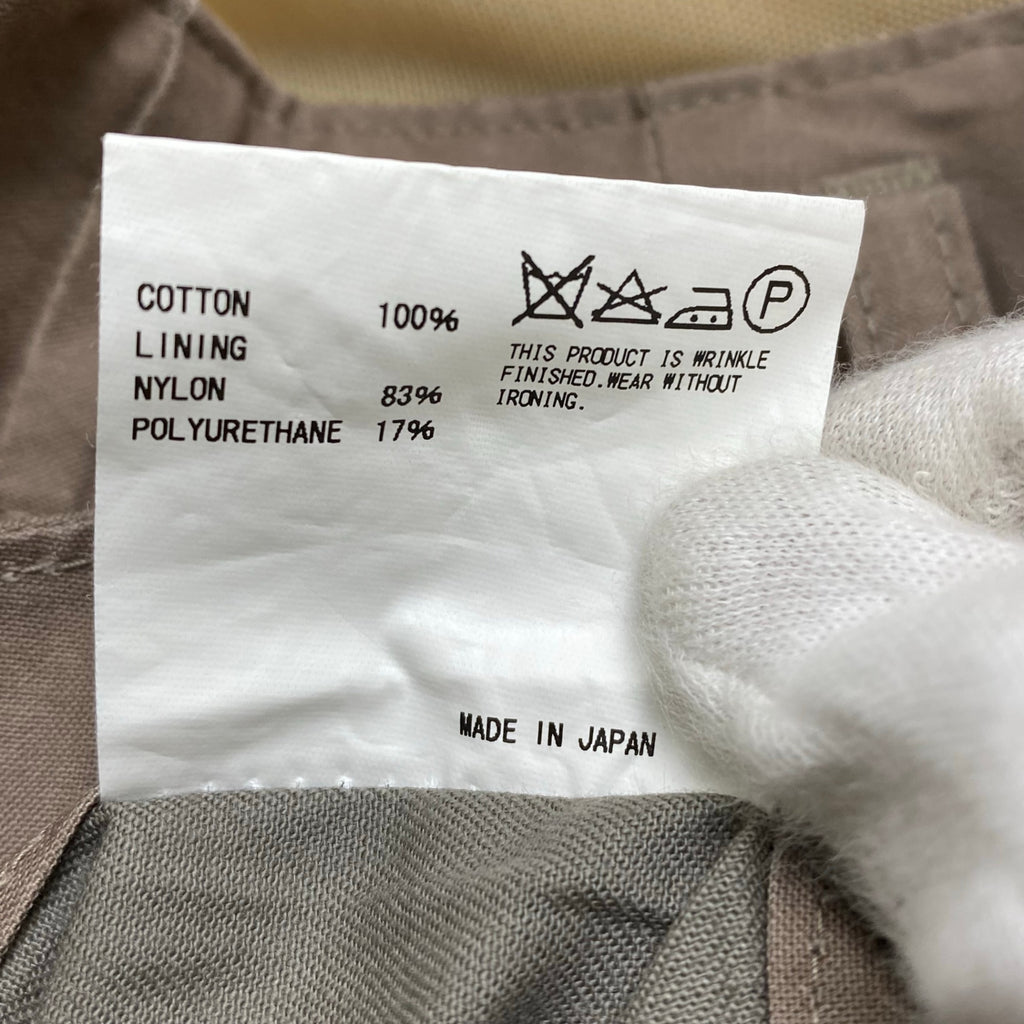 COTTON 100%
LINING
NYLON 83%
POLYURETHANE 17%
P
THIS PRODUCT IS WRINKLE
FINISHED.WEAR WITHOUT
IRONING.
MADE IN JAPAN